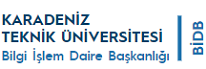 KARADENİZ
TEKNİK ÜNİVERSİTESİ
Bilgi İşlem Daire Başkanlığı
BİDB